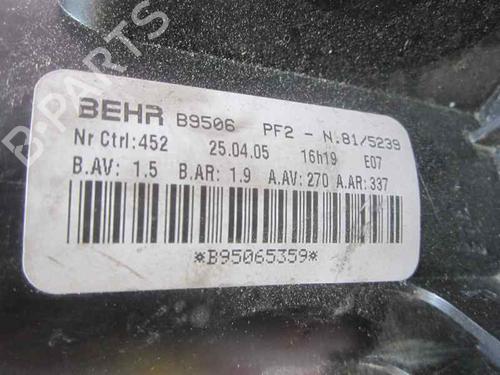 BEHR B9506 PF2 - N.81/5239
Nr Ctrl:452 25.04.05 16h19 E07
B.AV: 1.5 B.AR: 1.9 A.AV:270 A.AR:337
1
*B95065359*